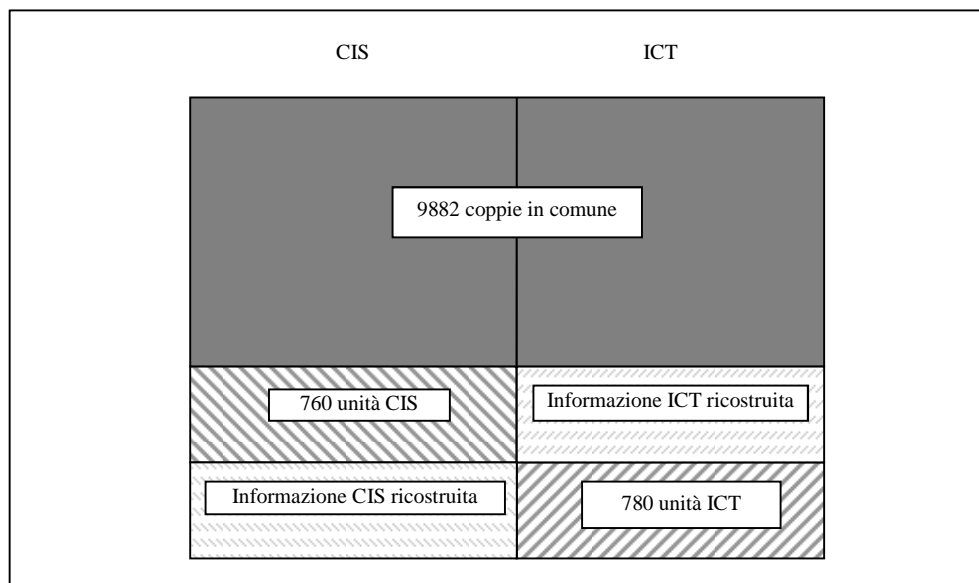 CIS
ICT
9882 coppie in comune
760 unità CIS
Informazione ICT ricostruita
Informazione CIS ricostruita
780 unità ICT